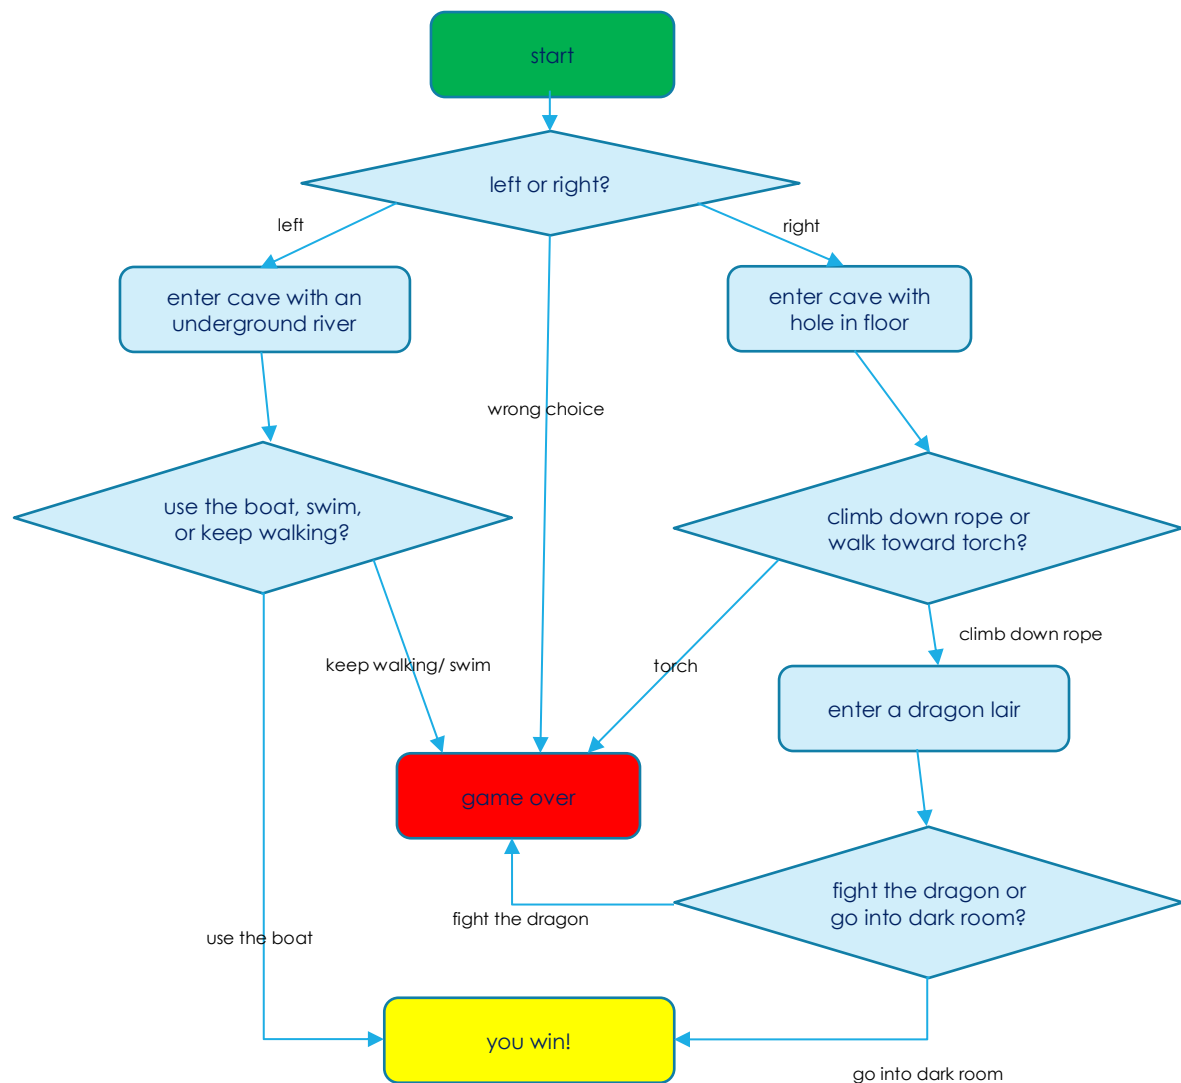 start
left or right?
left
right
enter cave with an
underground river
enter cave with
hole in floor
wrong choice
use the boat, swim,
or keep walking?
climb down rope or
walk toward torch?
climb down rope
keep walking/ swim
torch
enter a dragon lair
game over
fight the dragon or
go into dark room?
fight the dragon
use the boat
you win!
go into dark room